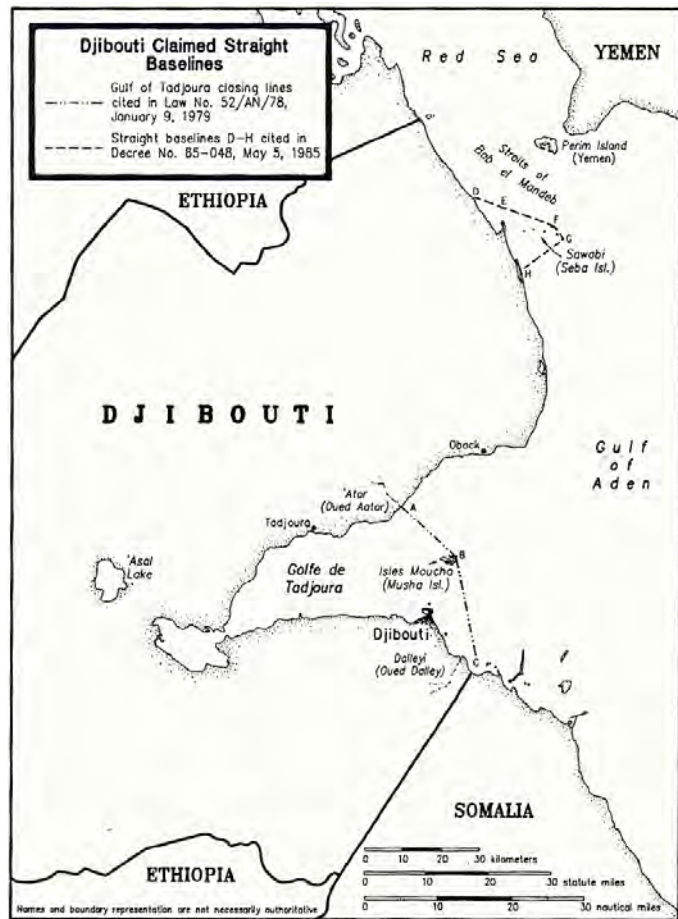 Djibouti Claimed Straight
Baselines
Gulf of Tadjoura closing lines
cited in Law No. 52/AN/78,
January 9, 1979
Straight baselines D-H cited in
Decree No. 85-048, May 5, 1985
Red Sea
YEMEN
Perim Island
(Yemen)
Straits of
Bab el Mandeb
ETHIOPIA
D
E
F
G
Sawabi
(Seba Isl.)
H
DJIBOUTI
Obock
Gulf
of
Aden
'Atar
(Oued Aatar)
A
Tadjoura
'Asal
Lake
Golfe de
Tadjoura
B
Isles Moucha
(Musha Isl.)
Djibouti
Dalleyi
(Oued Dalley)
C
SOMALIA
0 10 20 30 kilometers
0 10 20 30 statute miles
0 10 20 30 nautical miles
ETHIOPIA
Names and boundary representation are not necessarily authoritative